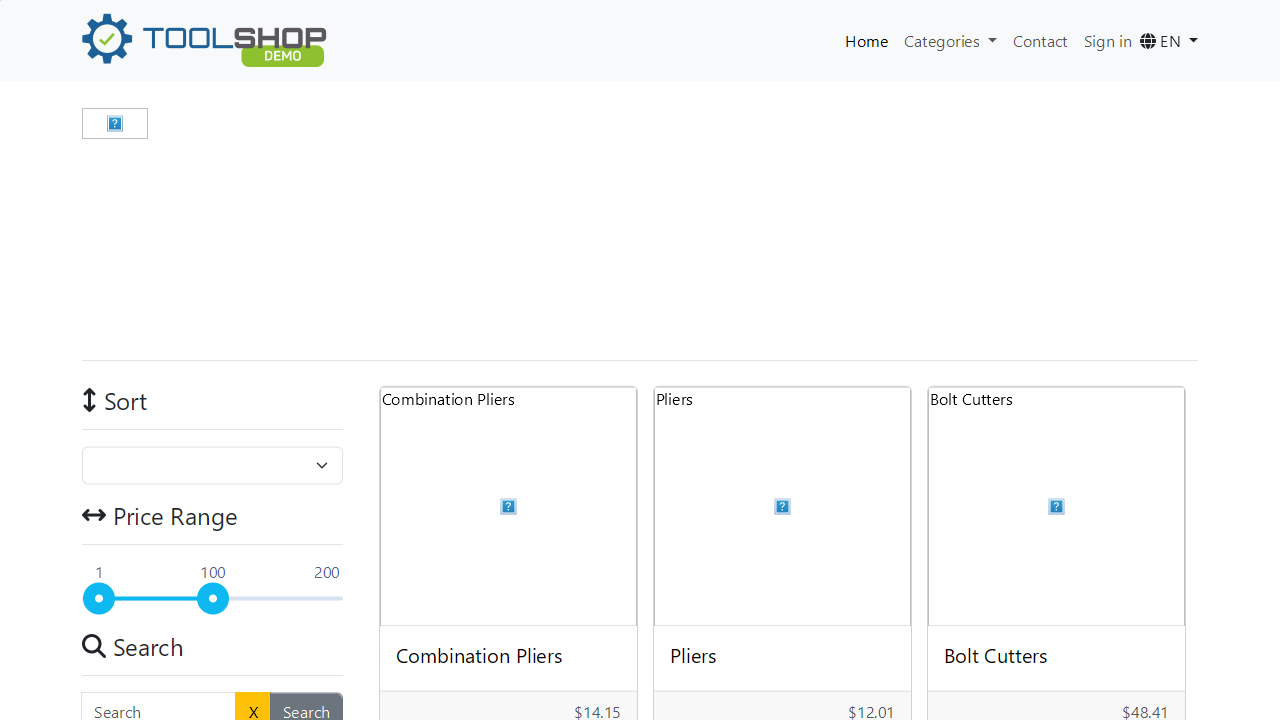 TOOLSHOP
DEMO
Home
Categories
Contact
Sign in
EN
Sort
Price Range
1
100
200
Search
Search
X
Search
Combination Pliers
Combination Pliers
$14.15
Pliers
Pliers
$12.01
Bolt Cutters
Bolt Cutters
$48.41